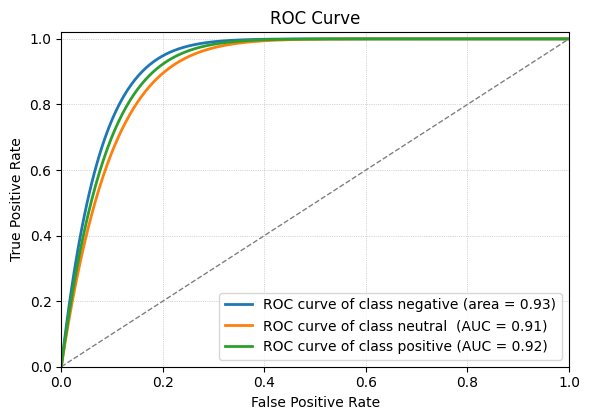 ROC Curve
True Positive Rate
1.0
0.8
0.6
0.4
0.2
0.0
ROC curve of class negative (area = 0.93)
ROC curve of class neutral  (AUC = 0.91)
ROC curve of class positive (AUC = 0.92)
0.0 0.2 0.4 0.6 0.8 1.0
False Positive Rate